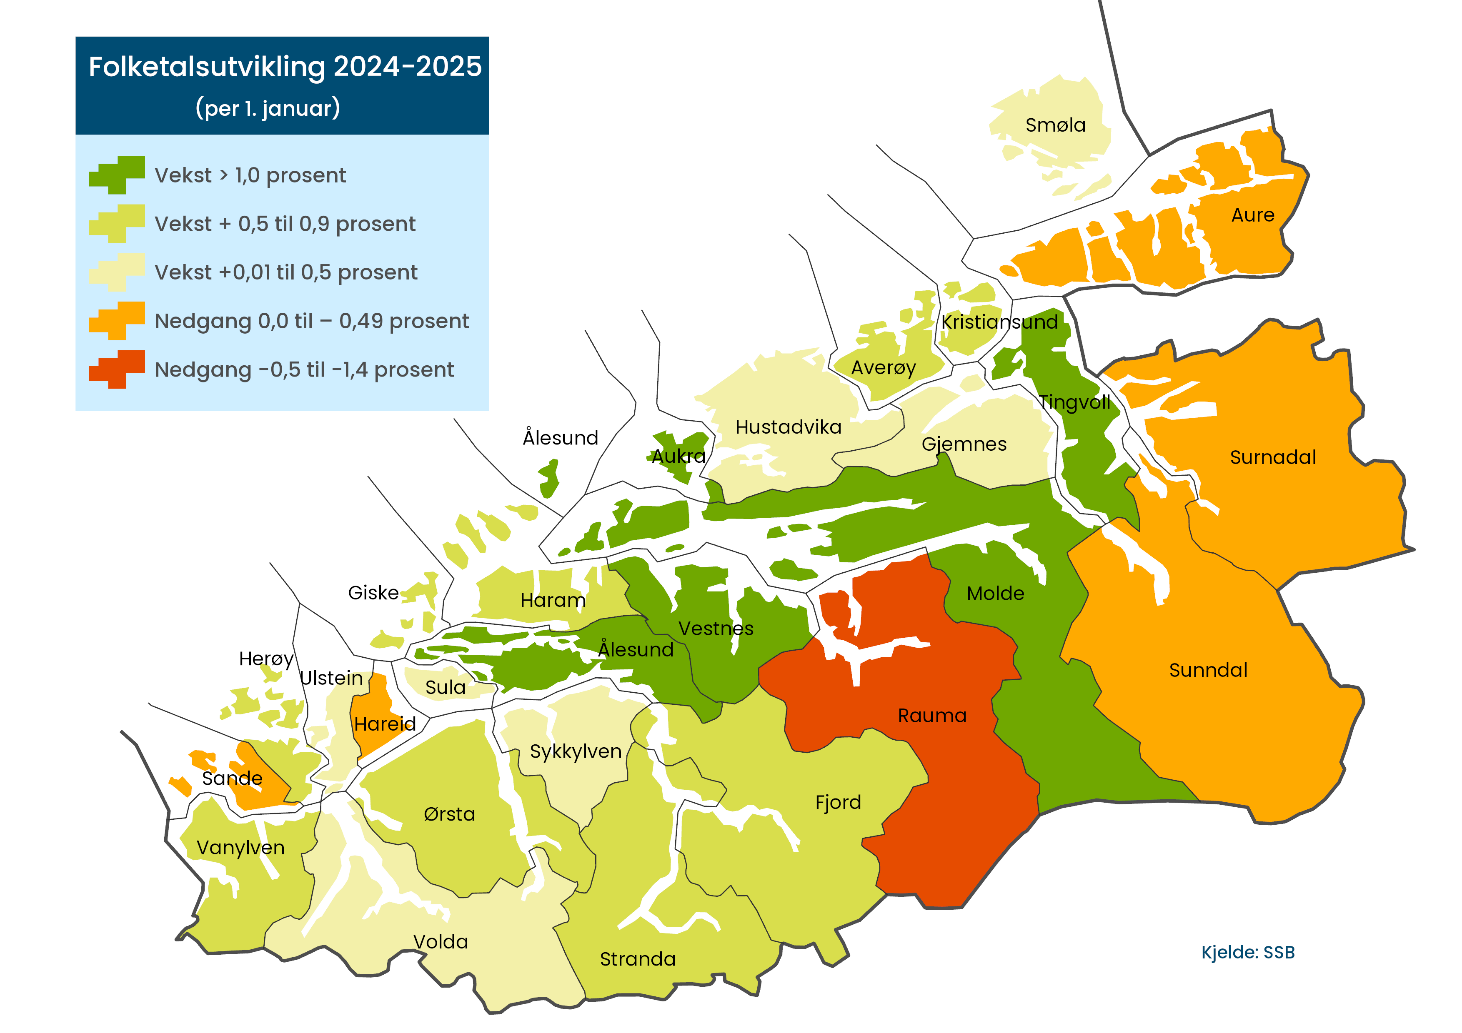 Folketalsutvikling 2024-2025
(per 1. januar)
Vekst > 1,0 prosent
Vekst + 0,5 til 0,9 prosent
Vekst +0,01 til 0,5 prosent
Nedgang 0,0 til – 0,49 prosent
Nedgang -0,5 til -1,4 prosent
Smøla
Aure
Kristiansund
Averøy
Tingvoll
Hustadvika
Gjemnes
Ålesund
Aukra
Surnadal
Giske
Haram
Molde
Vestnes
Ålesund
Herøy
Ulstein
Sula
Sunndal
Hareid
Rauma
Sykkylven
Sande
Fjord
Ørsta
Vanylven
Volda
Stranda
Kjelde: SSB